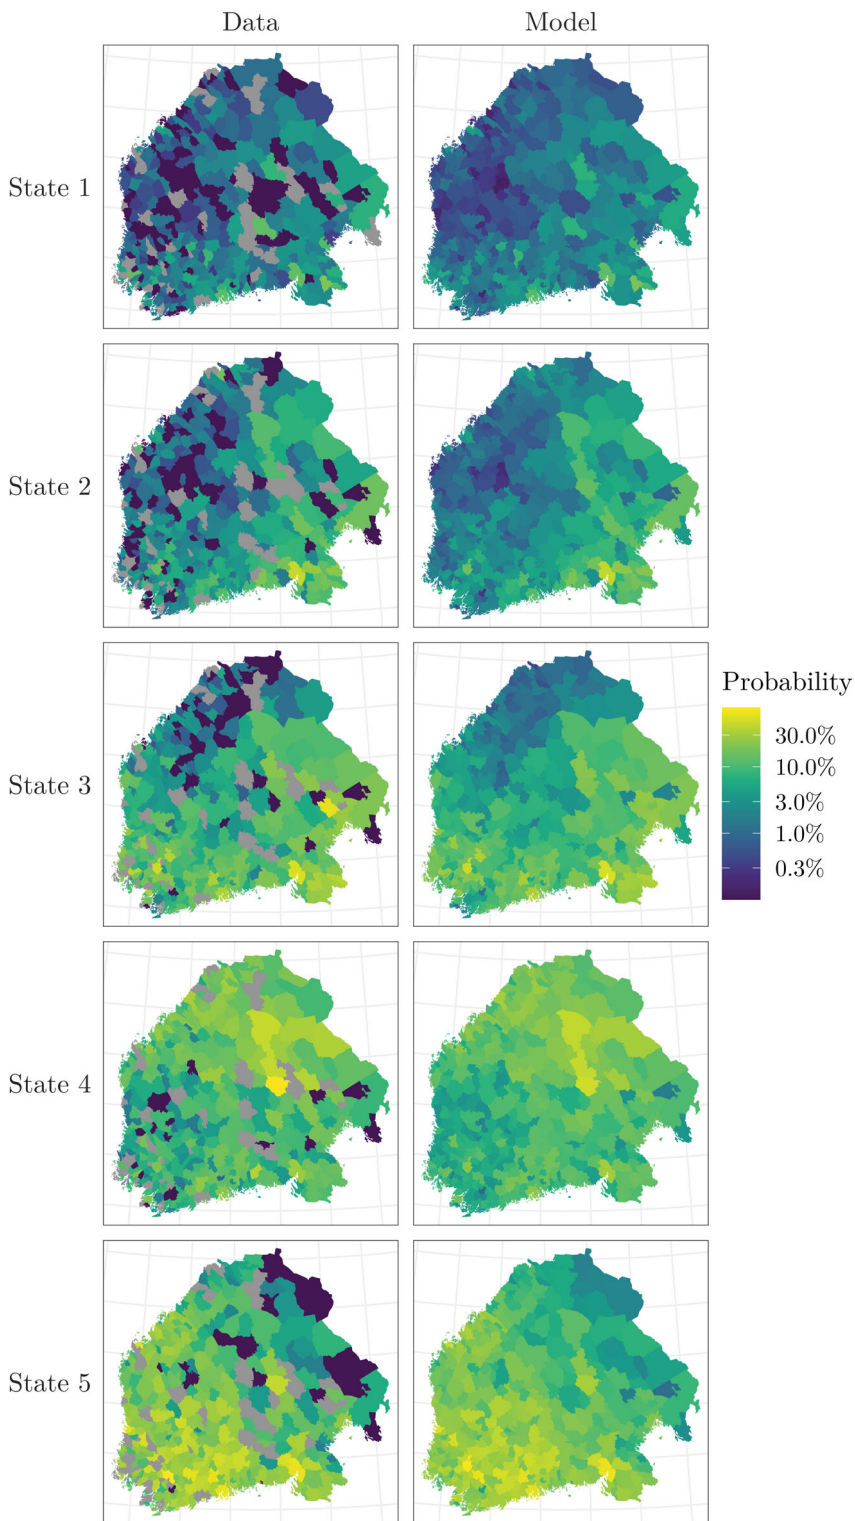 Data Model
State 1
State 2
State 3
Probability
30.0%
10.0%
3.0%
1.0%
0.3%
State 4
State 5